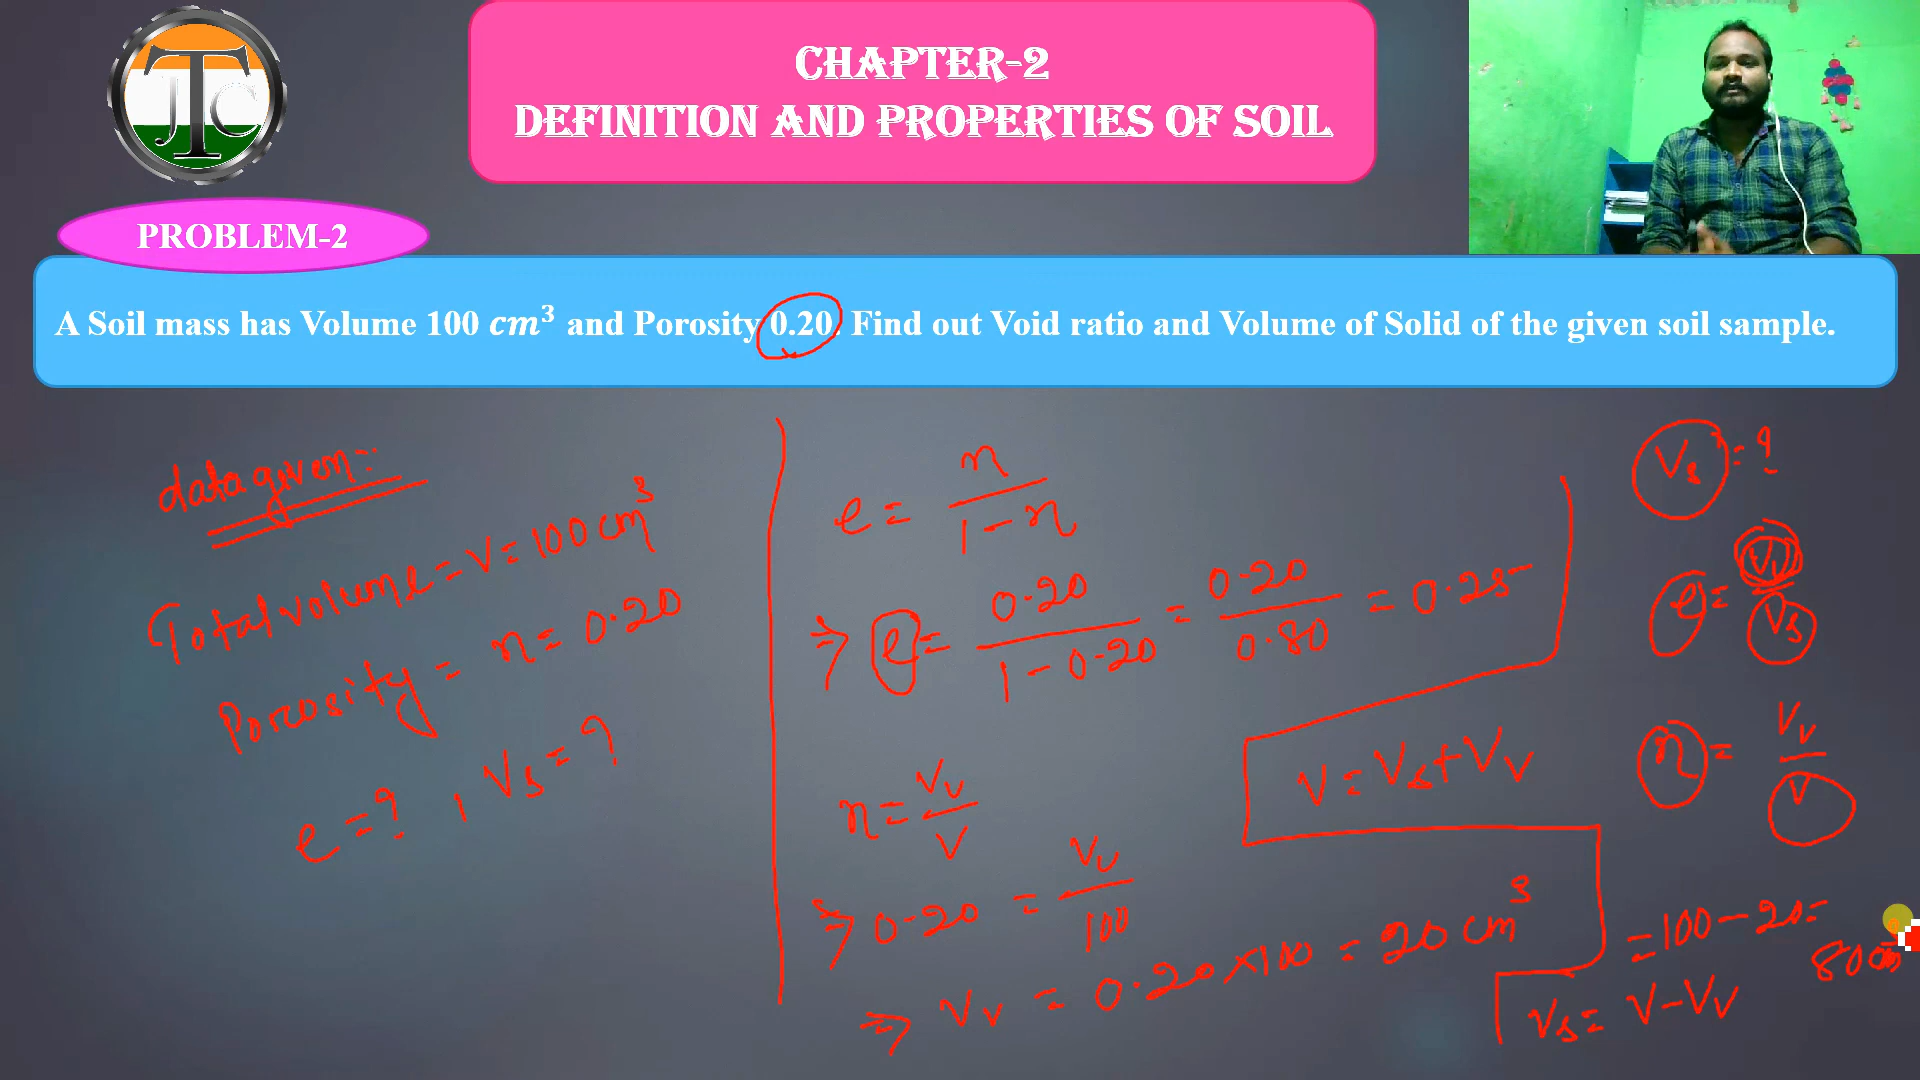 JTC
CHAPTER-2
DEFINITION AND PROPERTIES OF SOIL
PROBLEM-2
A Soil mass has Volume 100 cm³ and Porosity 0.20 Find out Void ratio and Volume of Solid of the given soil sample.
data given:-
Total volume = V = 100 cm³
Porosity = n = 0.20
e = ? , Vs = ?
e = n / 1 - n
⇒ e = 0.20 / 1 - 0.20 = 0.20 / 0.80 = 0.25
n = Vv / V
⇒ 0.20 = Vv / 100
⇒ Vv = 0.20 × 100 = 20 cm³
V = Vs + Vv
Vs = ?
e = Vv / Vs
n = Vv / V
Vs = V - Vv
= 100 - 20 =
80